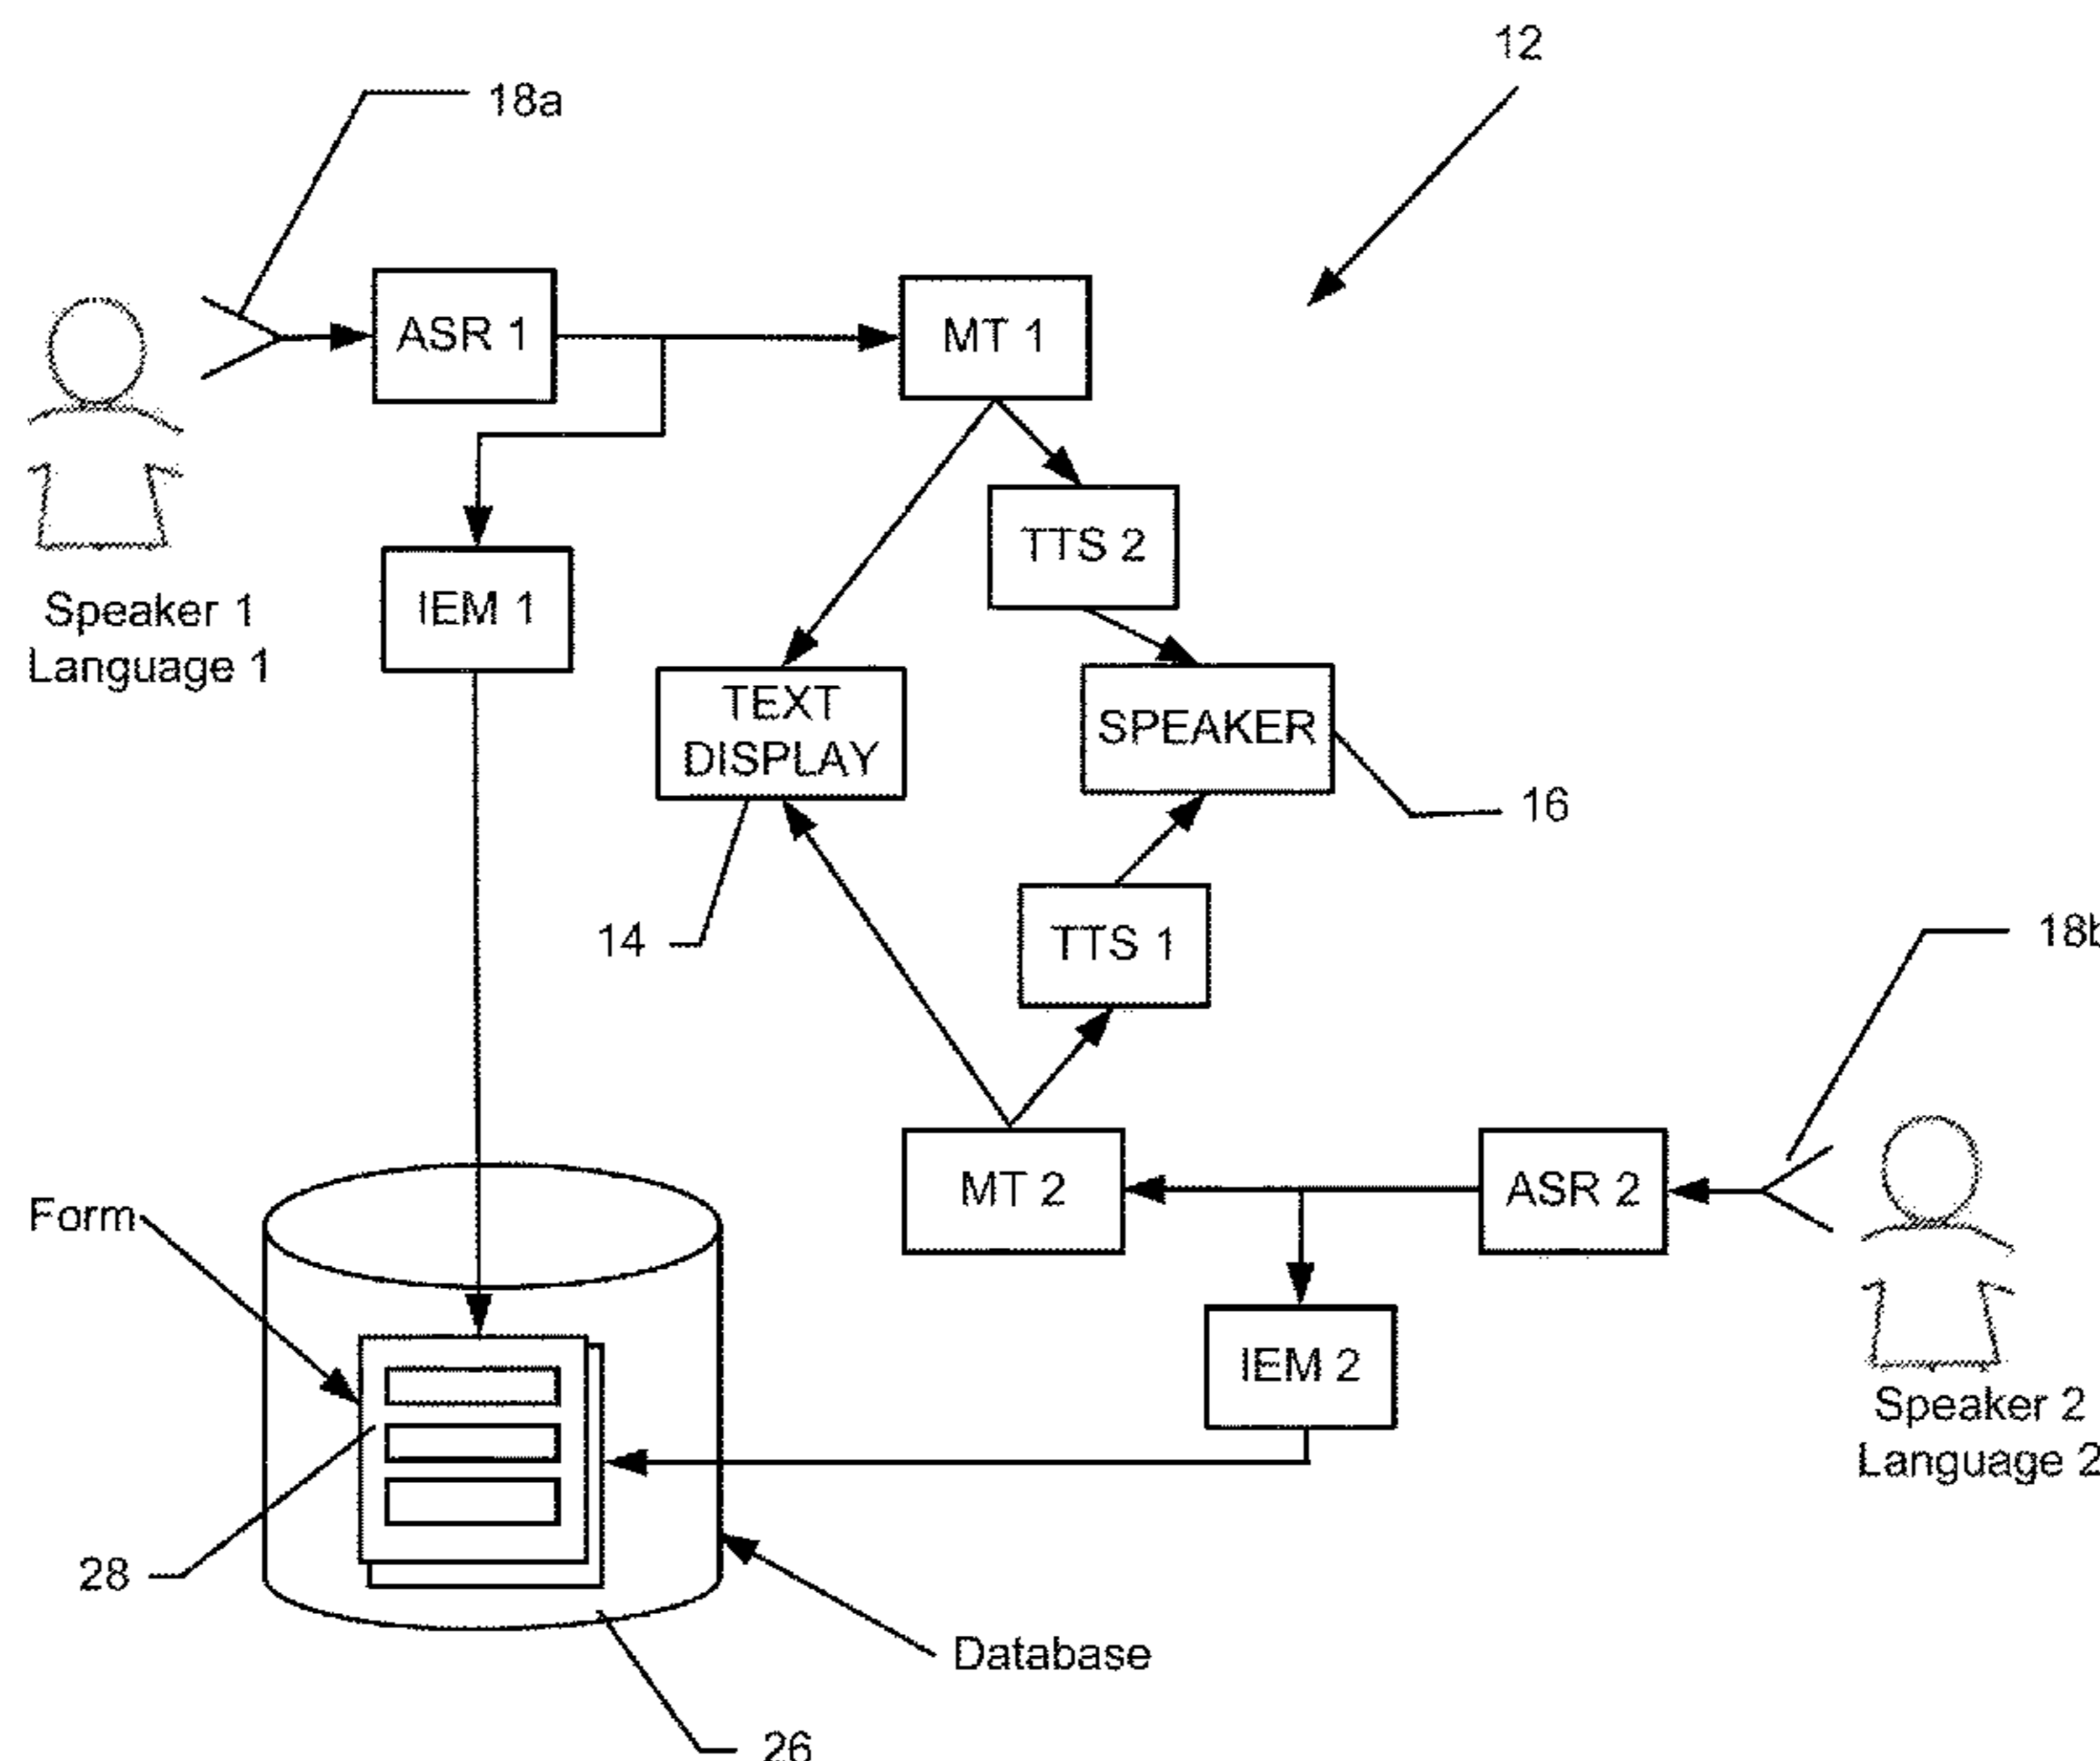 12
18a
ASR 1
MT 1
TTS 2
IEM 1
Speaker 1
Language 1
TEXT
DISPLAY
SPEAKER
16
14
TTS 1
18b
MT 2
ASR 2
Form
IEM 2
Speaker 2
Language 2
28
Database
26